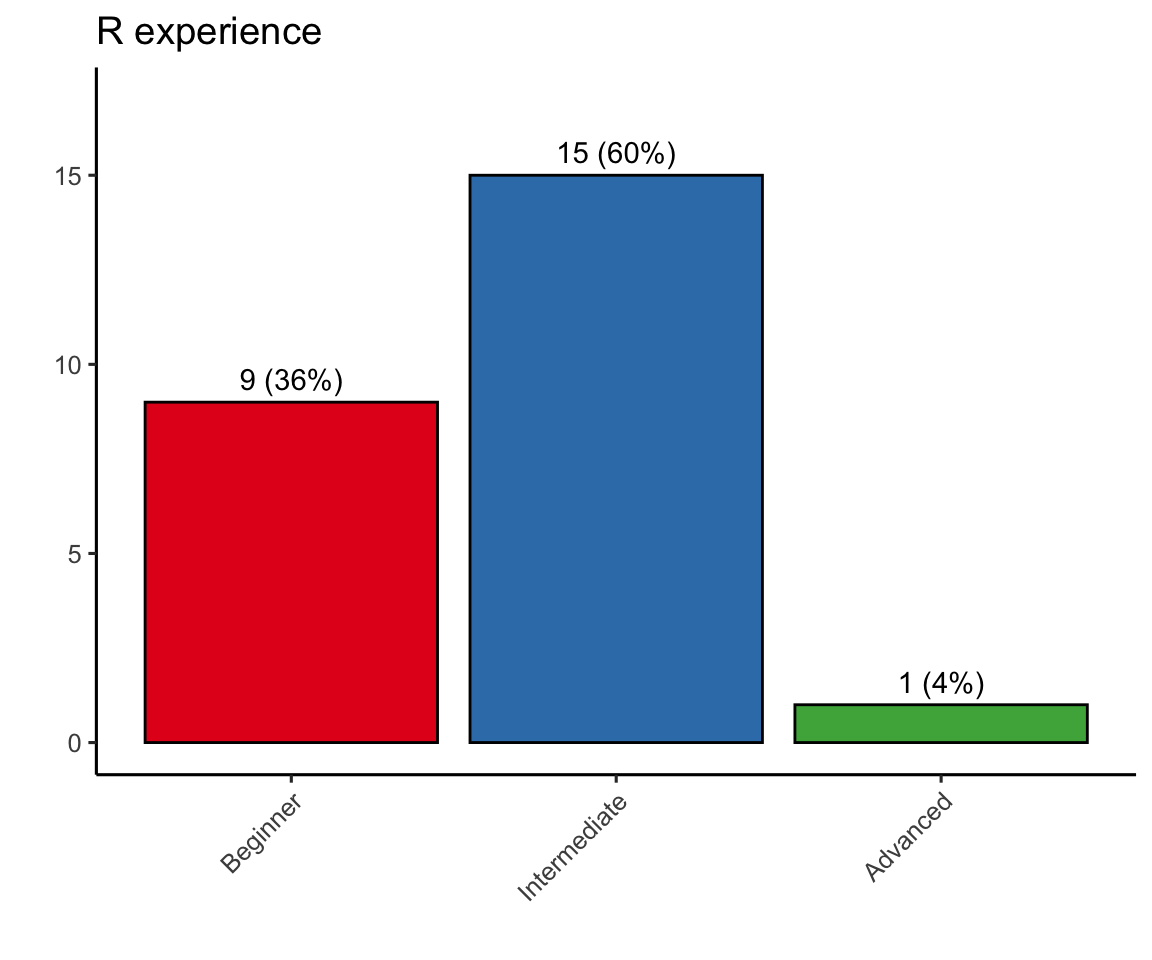 R experience
15 (60%)
15
10
9 (36%)
5
1 (4%)
0
Beginner
Intermediate
Advanced